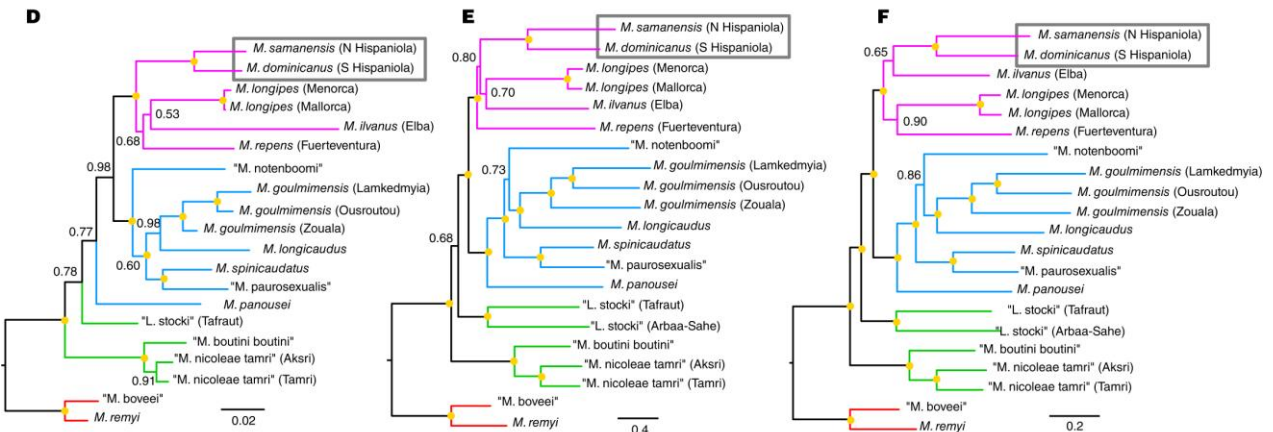 D
M. samanensis (N Hispaniola)
M. dominicanus (S Hispaniola)
M. longipes (Menorca)
M. longipes (Mallorca)
0.53
M. ilvanus (Elba)
0.68
M. repens (Fuerteventura)
0.98
"M. notenboomi"
M. goulmimensis (Lamkedmyia)
M. goulmimensis (Ousroutou)
0.98
M. goulmimensis (Zouala)
0.77
M. longicaudus
0.60
M. spinicaudatus
0.78
"M. paurosexualis"
M. panousei
"L. stocki" (Tafraut)
"M. boutini boutini"
"M. nicoleae tamri" (Aksri)
0.91
"M. nicoleae tamri" (Tamri)
"M. boveei"
M. remyi
0.02
E
M. samanensis (N Hispaniola)
M. dominicanus (S Hispaniola)
0.80
M. longipes (Menorca)
M. longipes (Mallorca)
0.70
M. ilvanus (Elba)
M. repens (Fuerteventura)
"M. notenboomi"
0.73
M. goulmimensis (Lamkedmyia)
M. goulmimensis (Ousroutou)
M. goulmimensis (Zouala)
M. longicaudus
0.68
M. spinicaudatus
"M. paurosexualis"
M. panousei
"L. stocki" (Tafraut)
"L. stocki" (Arbaa-Sahe)
"M. boutini boutini"
"M. nicoleae tamri" (Aksri)
"M. nicoleae tamri" (Tamri)
"M. boveei"
M. remyi
0.4
F
M. samanensis (N Hispaniola)
0.65
M. dominicanus (S Hispaniola)
M. ilvanus (Elba)
M. longipes (Menorca)
M. longipes (Mallorca)
0.90
M. repens (Fuerteventura)
"M. notenboomi"
0.86
M. goulmimensis (Lamkedmyia)
M. goulmimensis (Ousroutou)
M. goulmimensis (Zouala)
M. longicaudus
M. spinicaudatus
"M. paurosexualis"
M. panousei
"L. stocki" (Tafraut)
"L. stocki" (Arbaa-Sahe)
"M. boutini boutini"
"M. nicoleae tamri" (Aksri)
"M. nicoleae tamri" (Tamri)
"M. boveei"
M. remyi
0.2